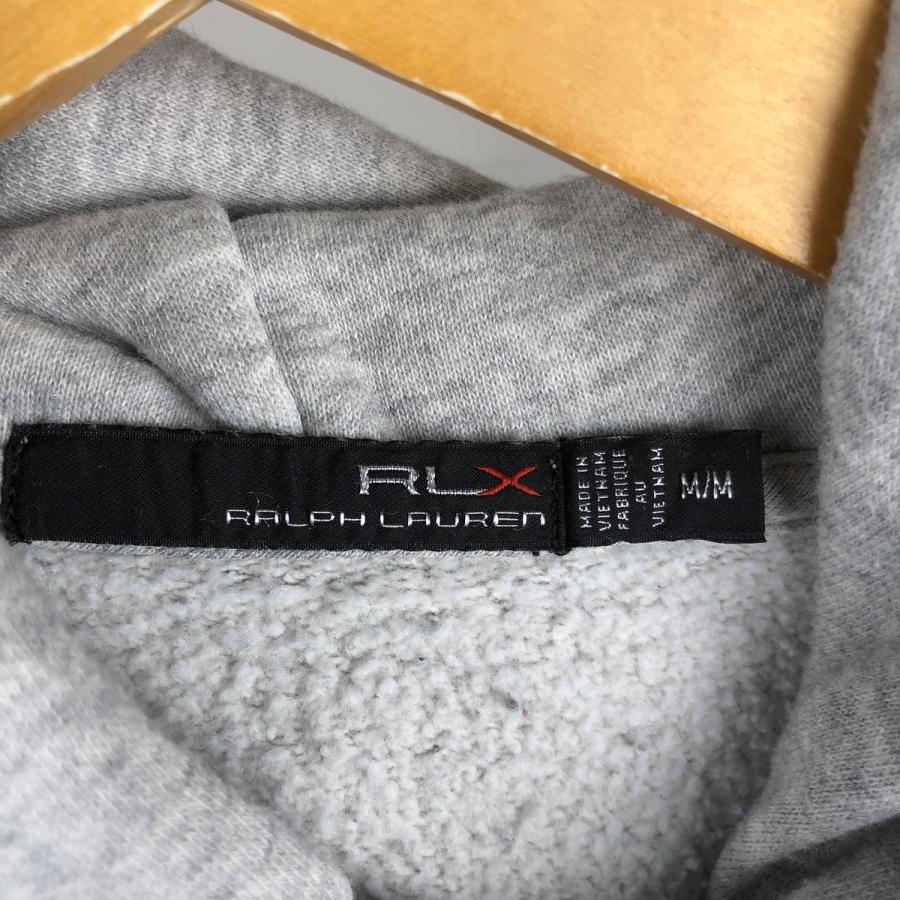 RLX
RALPH LAUREN
MADE IN
VIETNAM
FABRIQUE
AU
VIETNAM
M/M